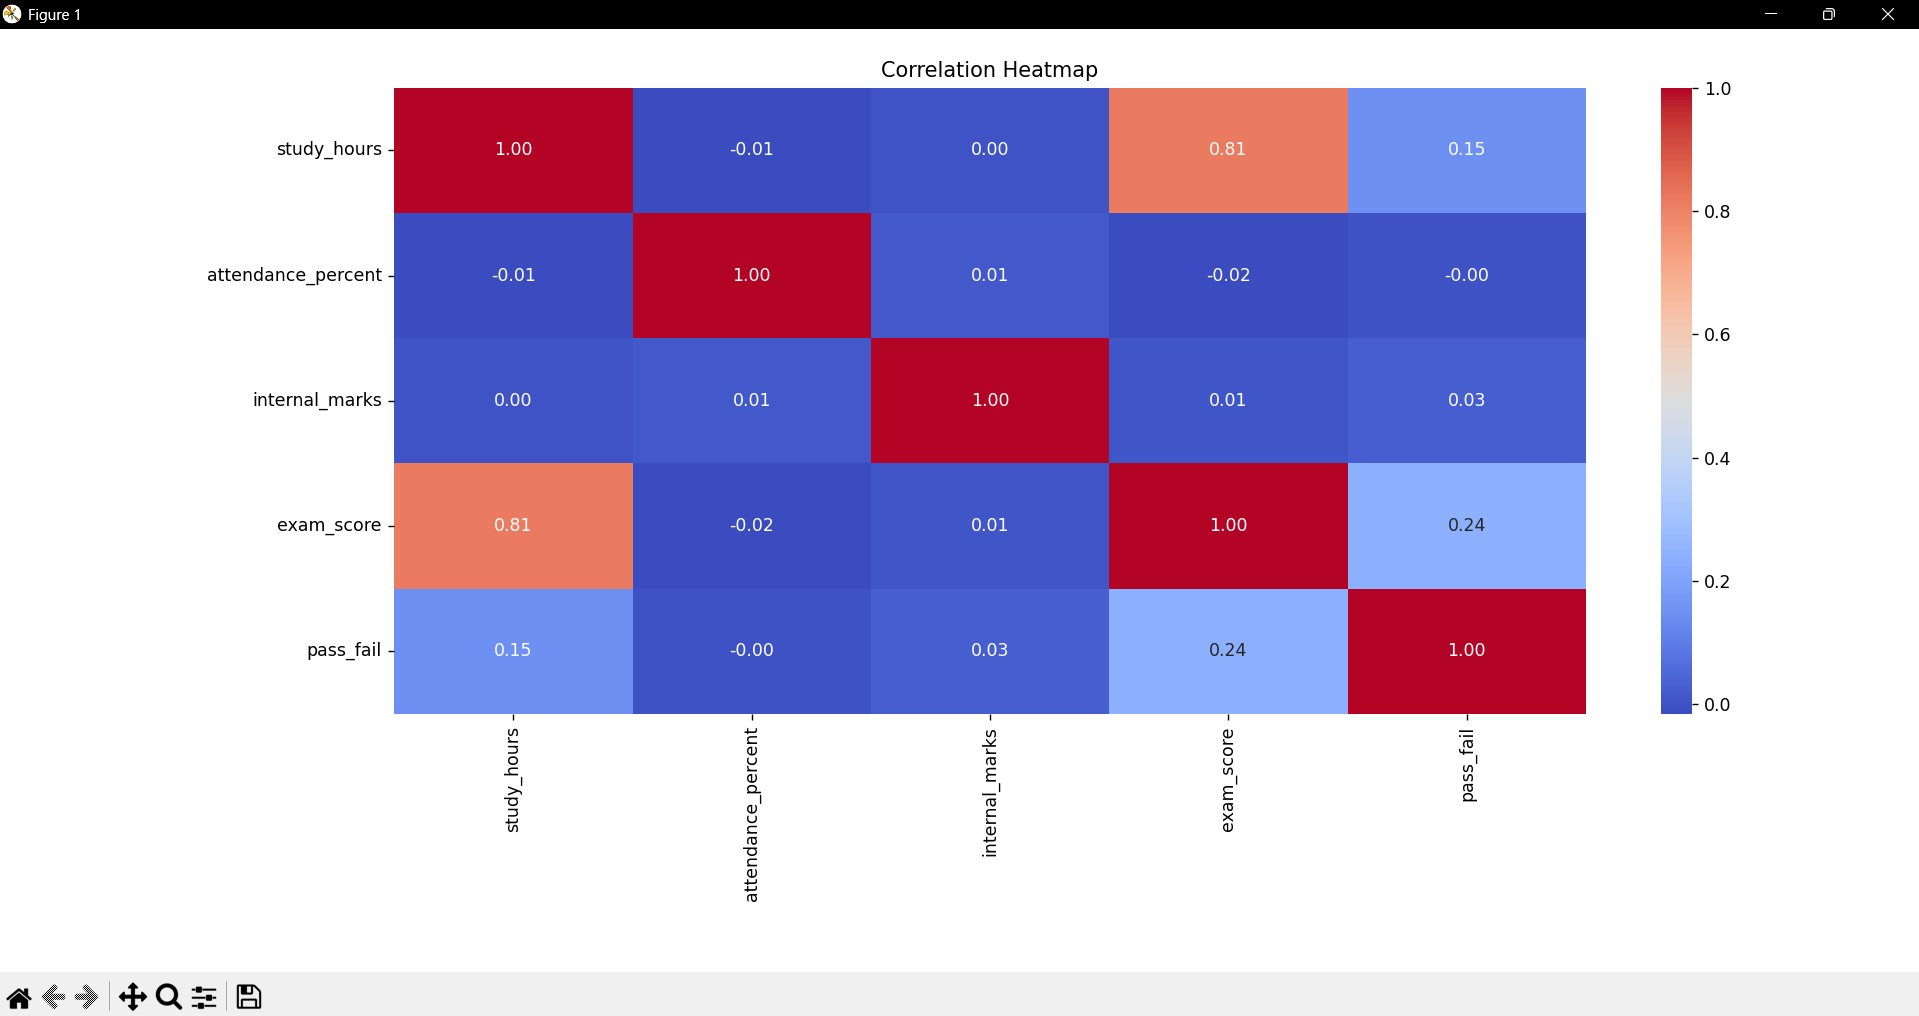 Figure 1
Correlation Heatmap
study_hours 1.00 -0.01 0.00 0.81 0.15
attendance_percent -0.01 1.00 0.01 -0.02 -0.00
internal_marks 0.00 0.01 1.00 0.01 0.03
exam_score 0.81 -0.02 0.01 1.00 0.24
pass_fail 0.15 -0.00 0.03 0.24 1.00
study_hours
attendance_percent
internal_marks
exam_score
pass_fail
1.0
0.8
0.6
0.4
0.2
0.0